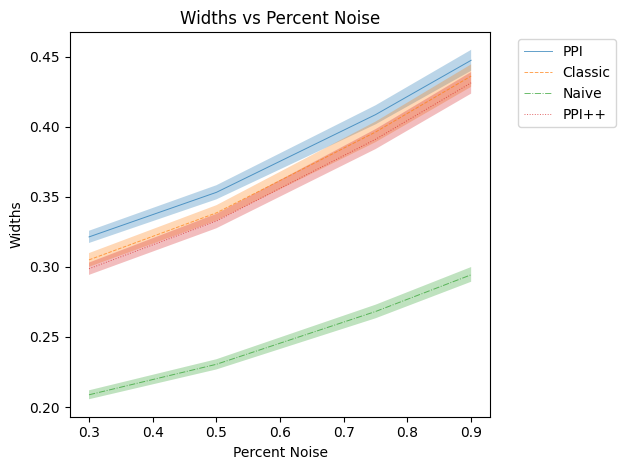 Widths vs Percent Noise
PPI
Classic
Naive
PPI++
0.45
0.40
0.35
0.30
0.25
0.20
Widths
0.3 0.4 0.5 0.6 0.7 0.8 0.9
Percent Noise